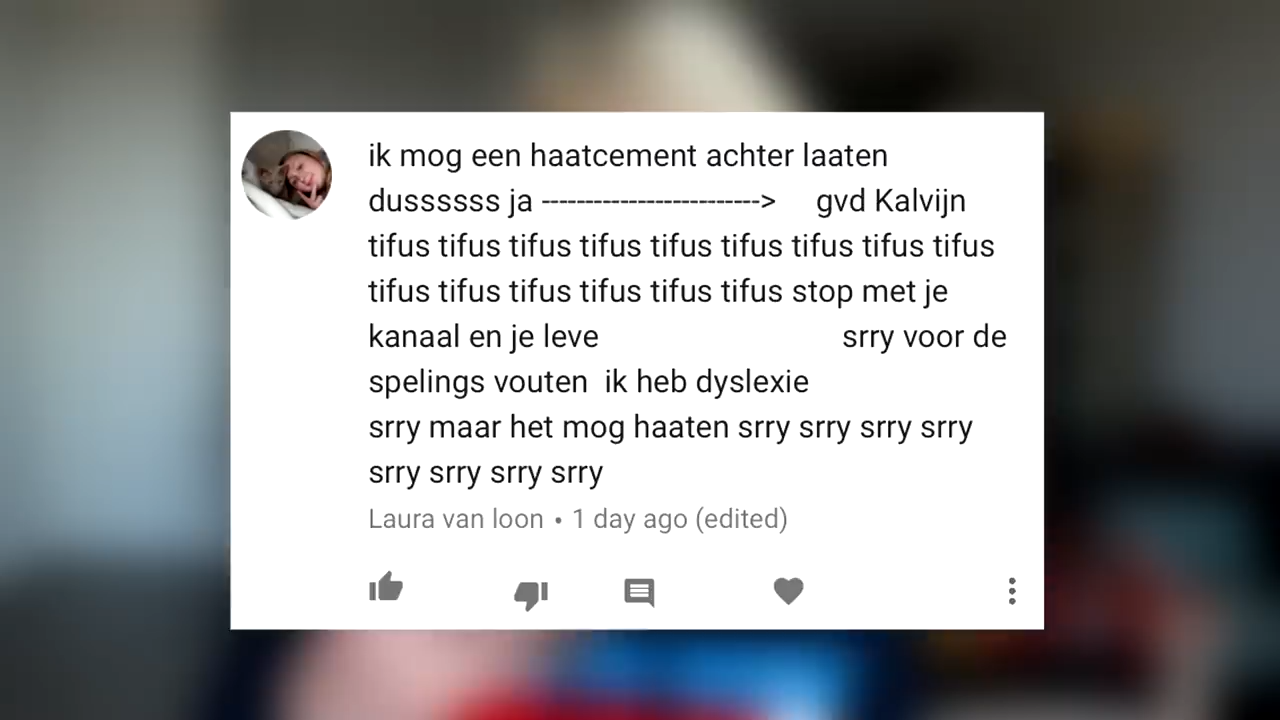 ik mog een haatcement achter laaten
dussssss ja -------------------------> gvd Kalvijn
tifus tifus tifus tifus tifus tifus tifus tifus tifus
tifus tifus tifus tifus tifus tifus stop met je
kanaal en je leve srry voor de
spelings vouten ik heb dyslexie
srry maar het mog haaten srry srry srry srry
srry srry srry srry
Laura van loon • 1 day ago (edited)